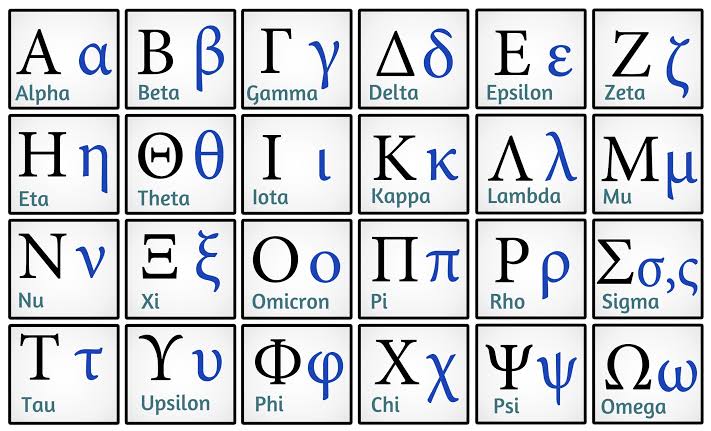 Α α Β β Γ γ Δ δ Ε ε Ζ ζ
Alpha Beta Gamma Delta Epsilon Zeta
Η η Θ θ Ι ι Κ κ Λ λ Μ μ
Eta Theta Iota Kappa Lambda Mu
Ν ν Ξ ξ Ο ο Π π Ρ ρ Σ σ,ς
Nu Xi Omicron Pi Rho Sigma
Τ τ ϒ υ Φ φ Χ χ Ψ ψ Ω ω
Tau Upsilon Phi Chi Psi Omega